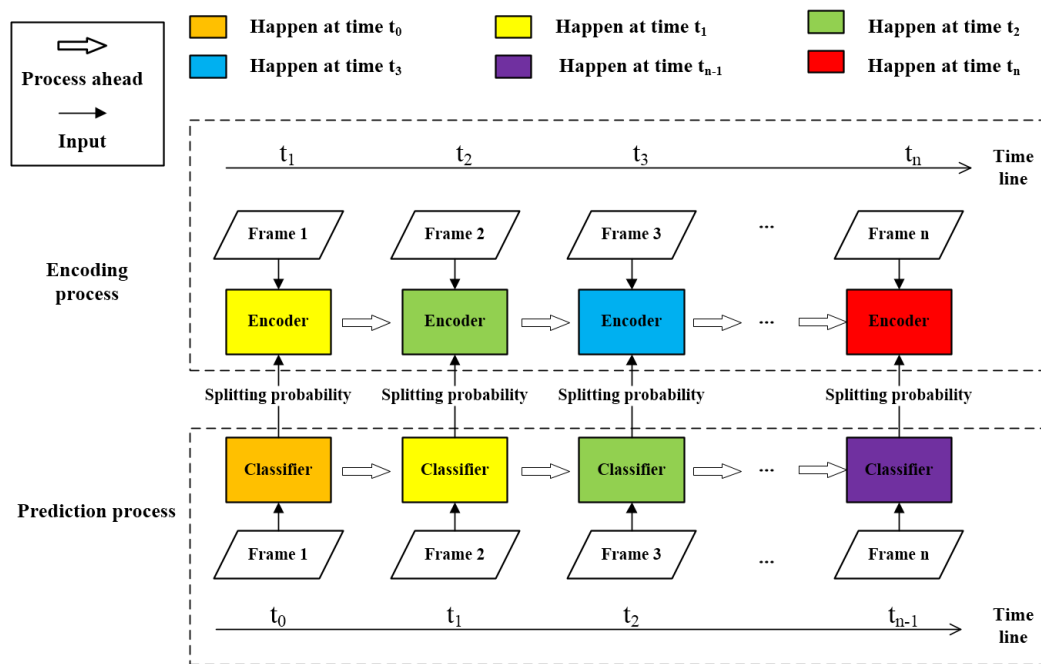 Process ahead
Input
Happen at time t₀
Happen at time t₁
Happen at time t₂
Happen at time t₃
Happen at time tₙ₋₁
Happen at time tₙ
t₁ t₂ t₃ tₙ
Time
line
Frame 1 Frame 2 Frame 3 ... Frame n
Encoding
process
Encoder Encoder Encoder ... Encoder
Splitting probability Splitting probability Splitting probability Splitting probability
Classifier Classifier Classifier ... Classifier
Prediction process
Frame 1 Frame 2 Frame 3 ... Frame n
t₀ t₁ t₂ tₙ₋₁
Time
line